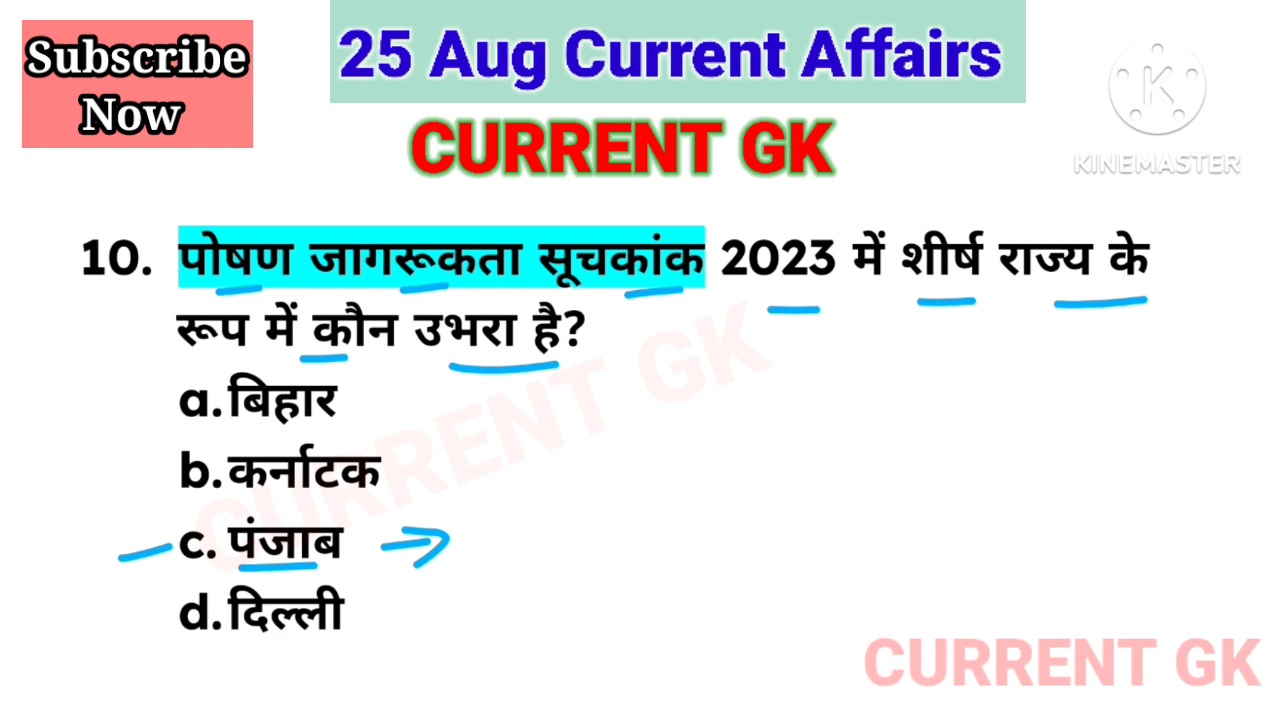 Subscribe
Now
25 Aug Current Affairs
CURRENT GK
KINEMASTER
10. पोषण जागरूकता सूचकांक 2023 में शीर्ष राज्य के
रूप में कौन उभरा है?
a.बिहार
b.कर्नाटक
c. पंजाब
d.दिल्ली
CURRENT GK
CURRENT GK